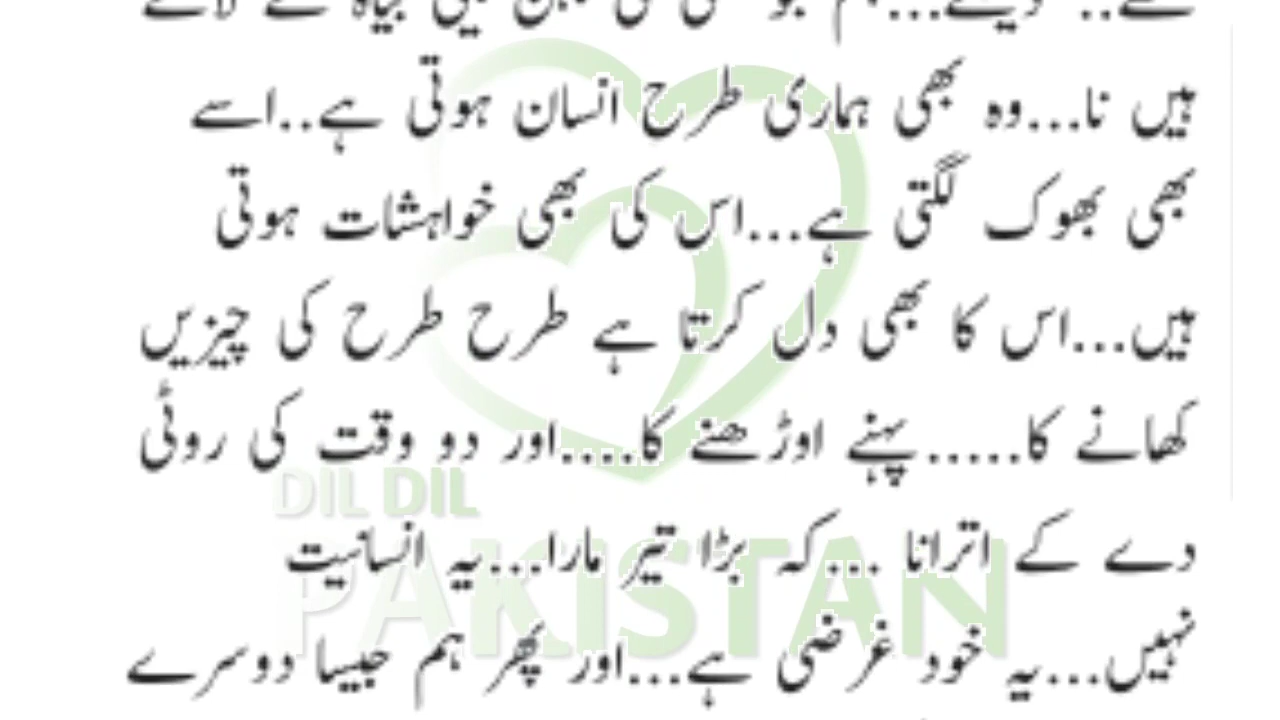 ہیں نا...وہ بھی ہماری طرح انسان ہوتی ہے..اسے
بھی بھوک لگتی ہے...اس کی بھی خواہشات ہوتی
ہیں...اس کا بھی دل کرتا ہے طرح طرح کی چیزیں
کھانے کا.....پہنے اوڑھنے کا....اور دو وقت کی روٹی
DIL DIL
دے کے اترانا ...کہ بڑا تیر مارا...یہ انسانیت
PAKISTAN
نہیں...یہ خود غرضی ہے...اور پھر ہم جیسا دوسرے